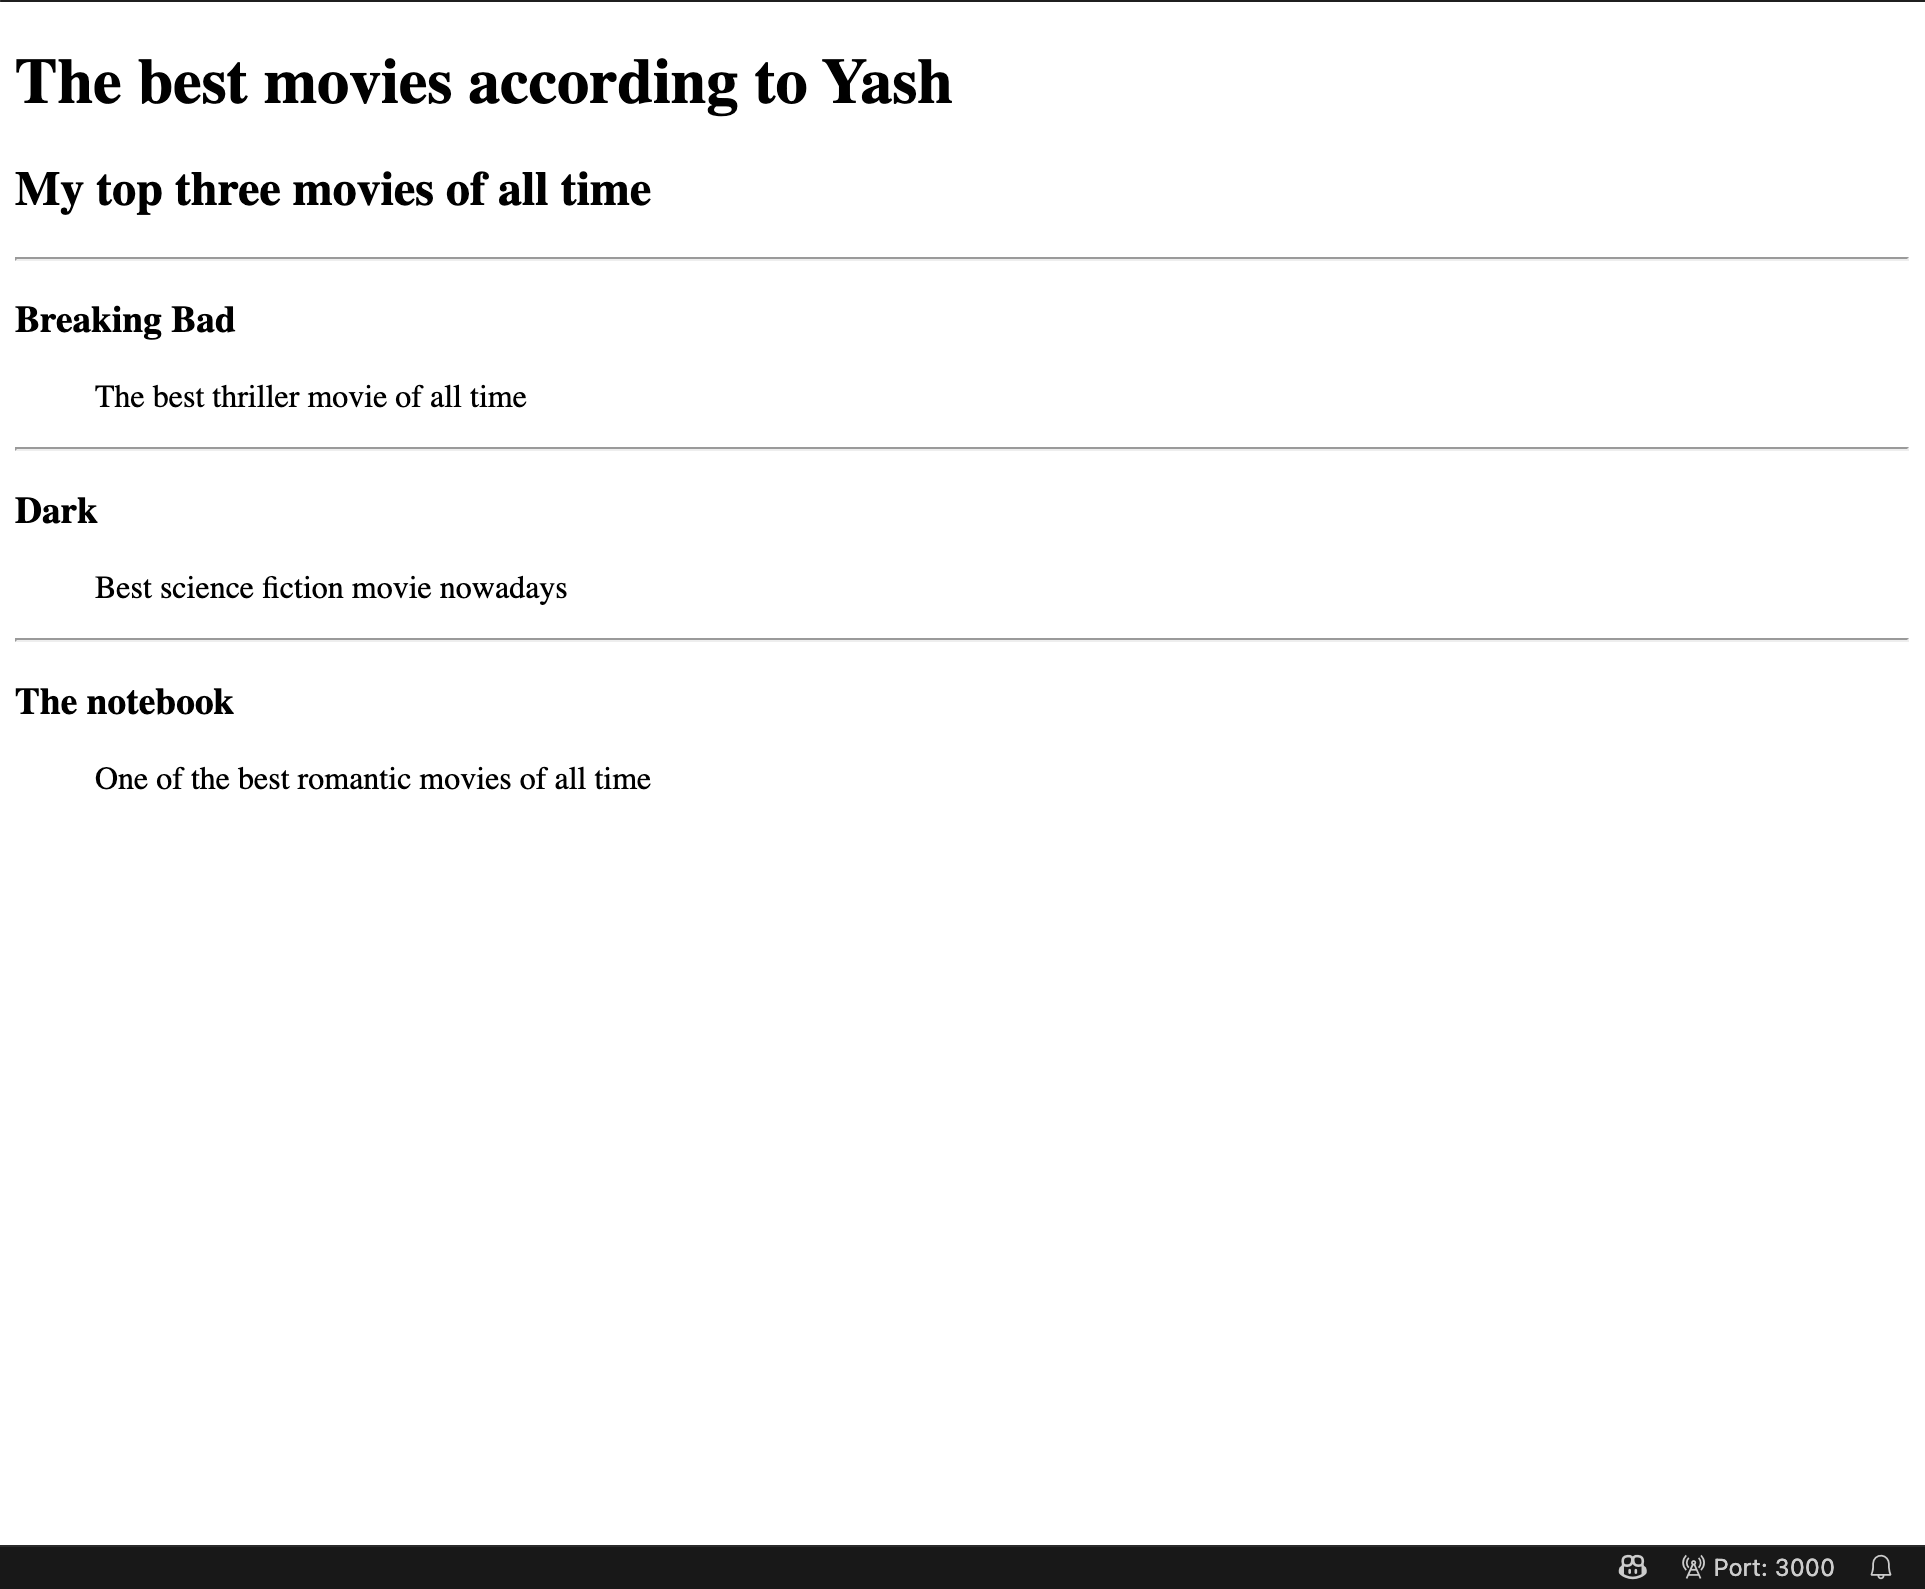 The best movies according to Yash
My top three movies of all time
Breaking Bad
The best thriller movie of all time
Dark
Best science fiction movie nowadays
The notebook
One of the best romantic movies of all time
Port: 3000